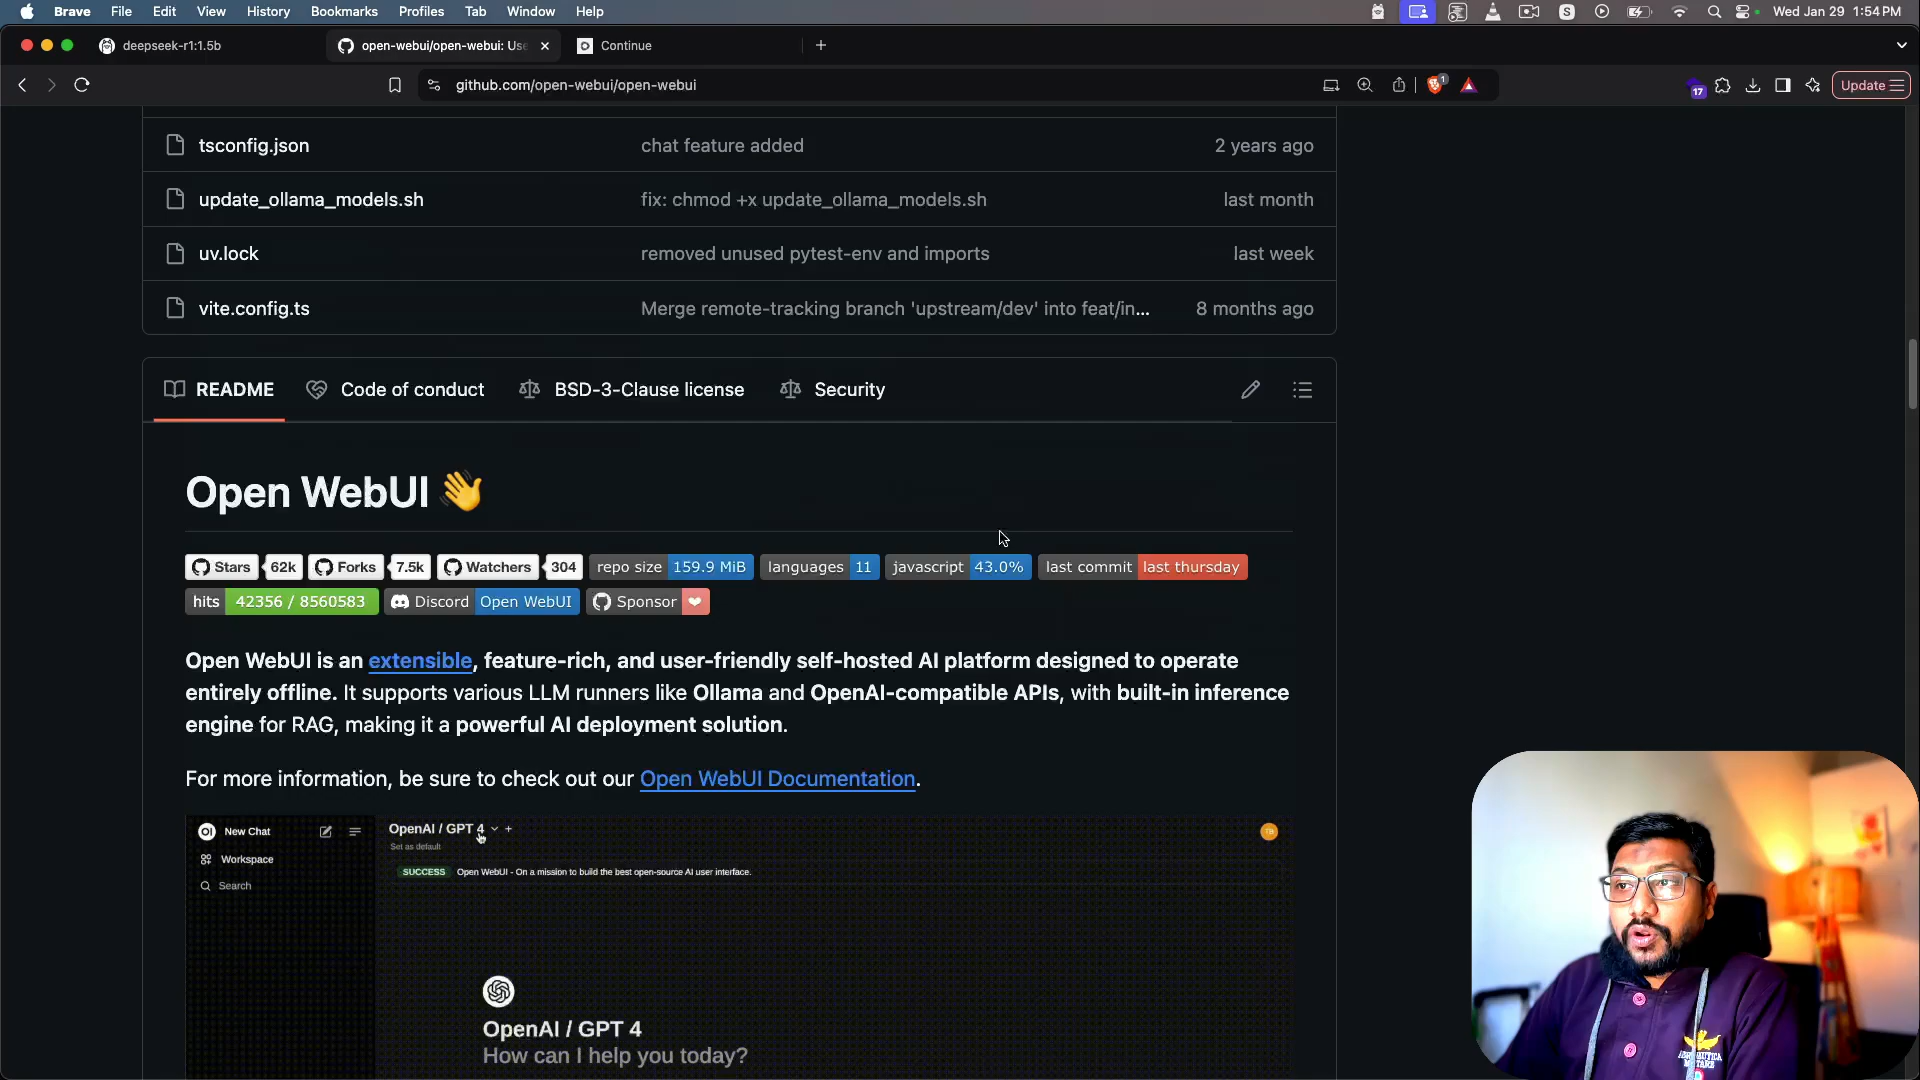 Brave File Edit View History Bookmarks Profiles Tab Window Help
S
Wed Jan 29 1:54 PM
deepseek-r1:1.5b
open-webui/open-webui: Use
Continue
github.com/open-webui/open-webui
1
17
Update
tsconfig.json chat feature added 2 years ago
update_ollama_models.sh fix: chmod +x update_ollama_models.sh last month
uv.lock removed unused pytest-env and imports last week
vite.config.ts Merge remote-tracking branch 'upstream/dev' into feat/in... 8 months ago
README Code of conduct BSD-3-Clause license Security
Open WebUI 👋
Stars 62k Forks 7.5k Watchers 304 repo size 159.9 MiB languages 11 javascript 43.0% last commit last thursday
hits 42356 / 8560583 Discord Open WebUI Sponsor ❤
Open WebUI is an extensible, feature-rich, and user-friendly self-hosted AI platform designed to operate
entirely offline. It supports various LLM runners like Ollama and OpenAI-compatible APIs, with built-in inference
engine for RAG, making it a powerful AI deployment solution.
For more information, be sure to check out our Open WebUI Documentation.
OI New Chat
OpenAI / GPT 4
Set as default
Workspace
SUCCESS Open WebUI - On a mission to build the best open-source AI user interface.
Search
OpenAI / GPT 4
How can I help you today?